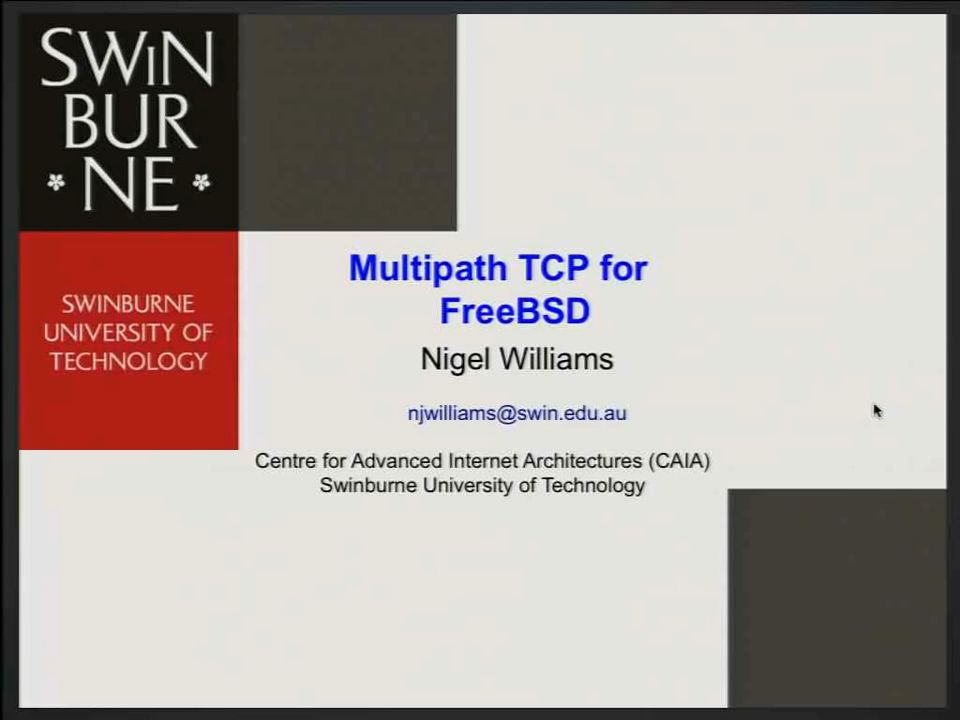 SWiN
BUR
NE
SWINBURNE
UNIVERSITY OF
TECHNOLOGY
Multipath TCP for
FreeBSD
Nigel Williams
njwilliams@swin.edu.au
Centre for Advanced Internet Architectures (CAIA)
Swinburne University of Technology